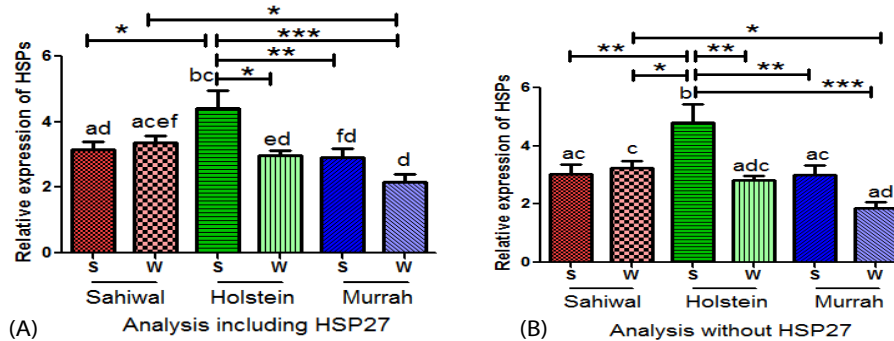 *
* ***
**
bc *
Relative expression of HSPs
6
4
2
0
ad acef ed fd d
s w s w s w
Sahiwal Holstein Murrah
(A) Analysis including HSP27
*
** **
* **
b ***
Relative expression of HSPs
6
4
2
0
ac c adc ac ad
s w s w s w
Sahiwal Holstein Murrah
(B) Analysis without HSP27